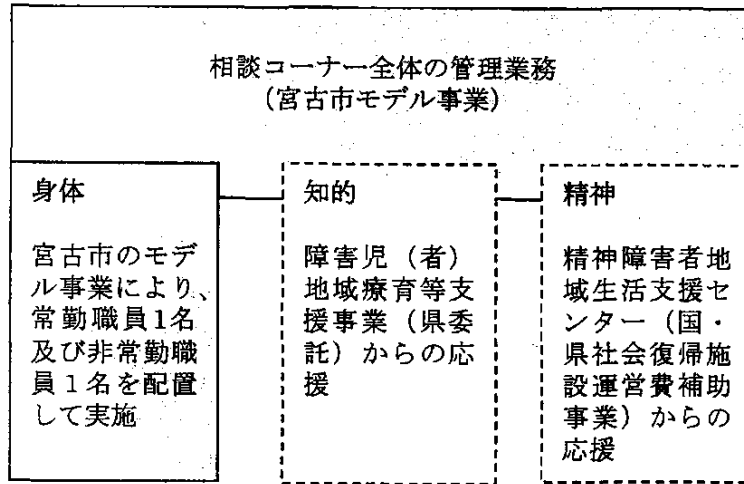 相談コーナー全体の管理業務
（宮古市モデル事業）
身体
宮古市のモデ
ル事業により、
常勤職員1名
及び非常勤職
員1名を配置
して実施
知的
障害児（者）
地域療育等支
援事業（県委
託）からの応
援
精神
精神障害者地
域生活支援セ
ンター（国・
県社会復帰施
設運営費補助
事業）からの
応援